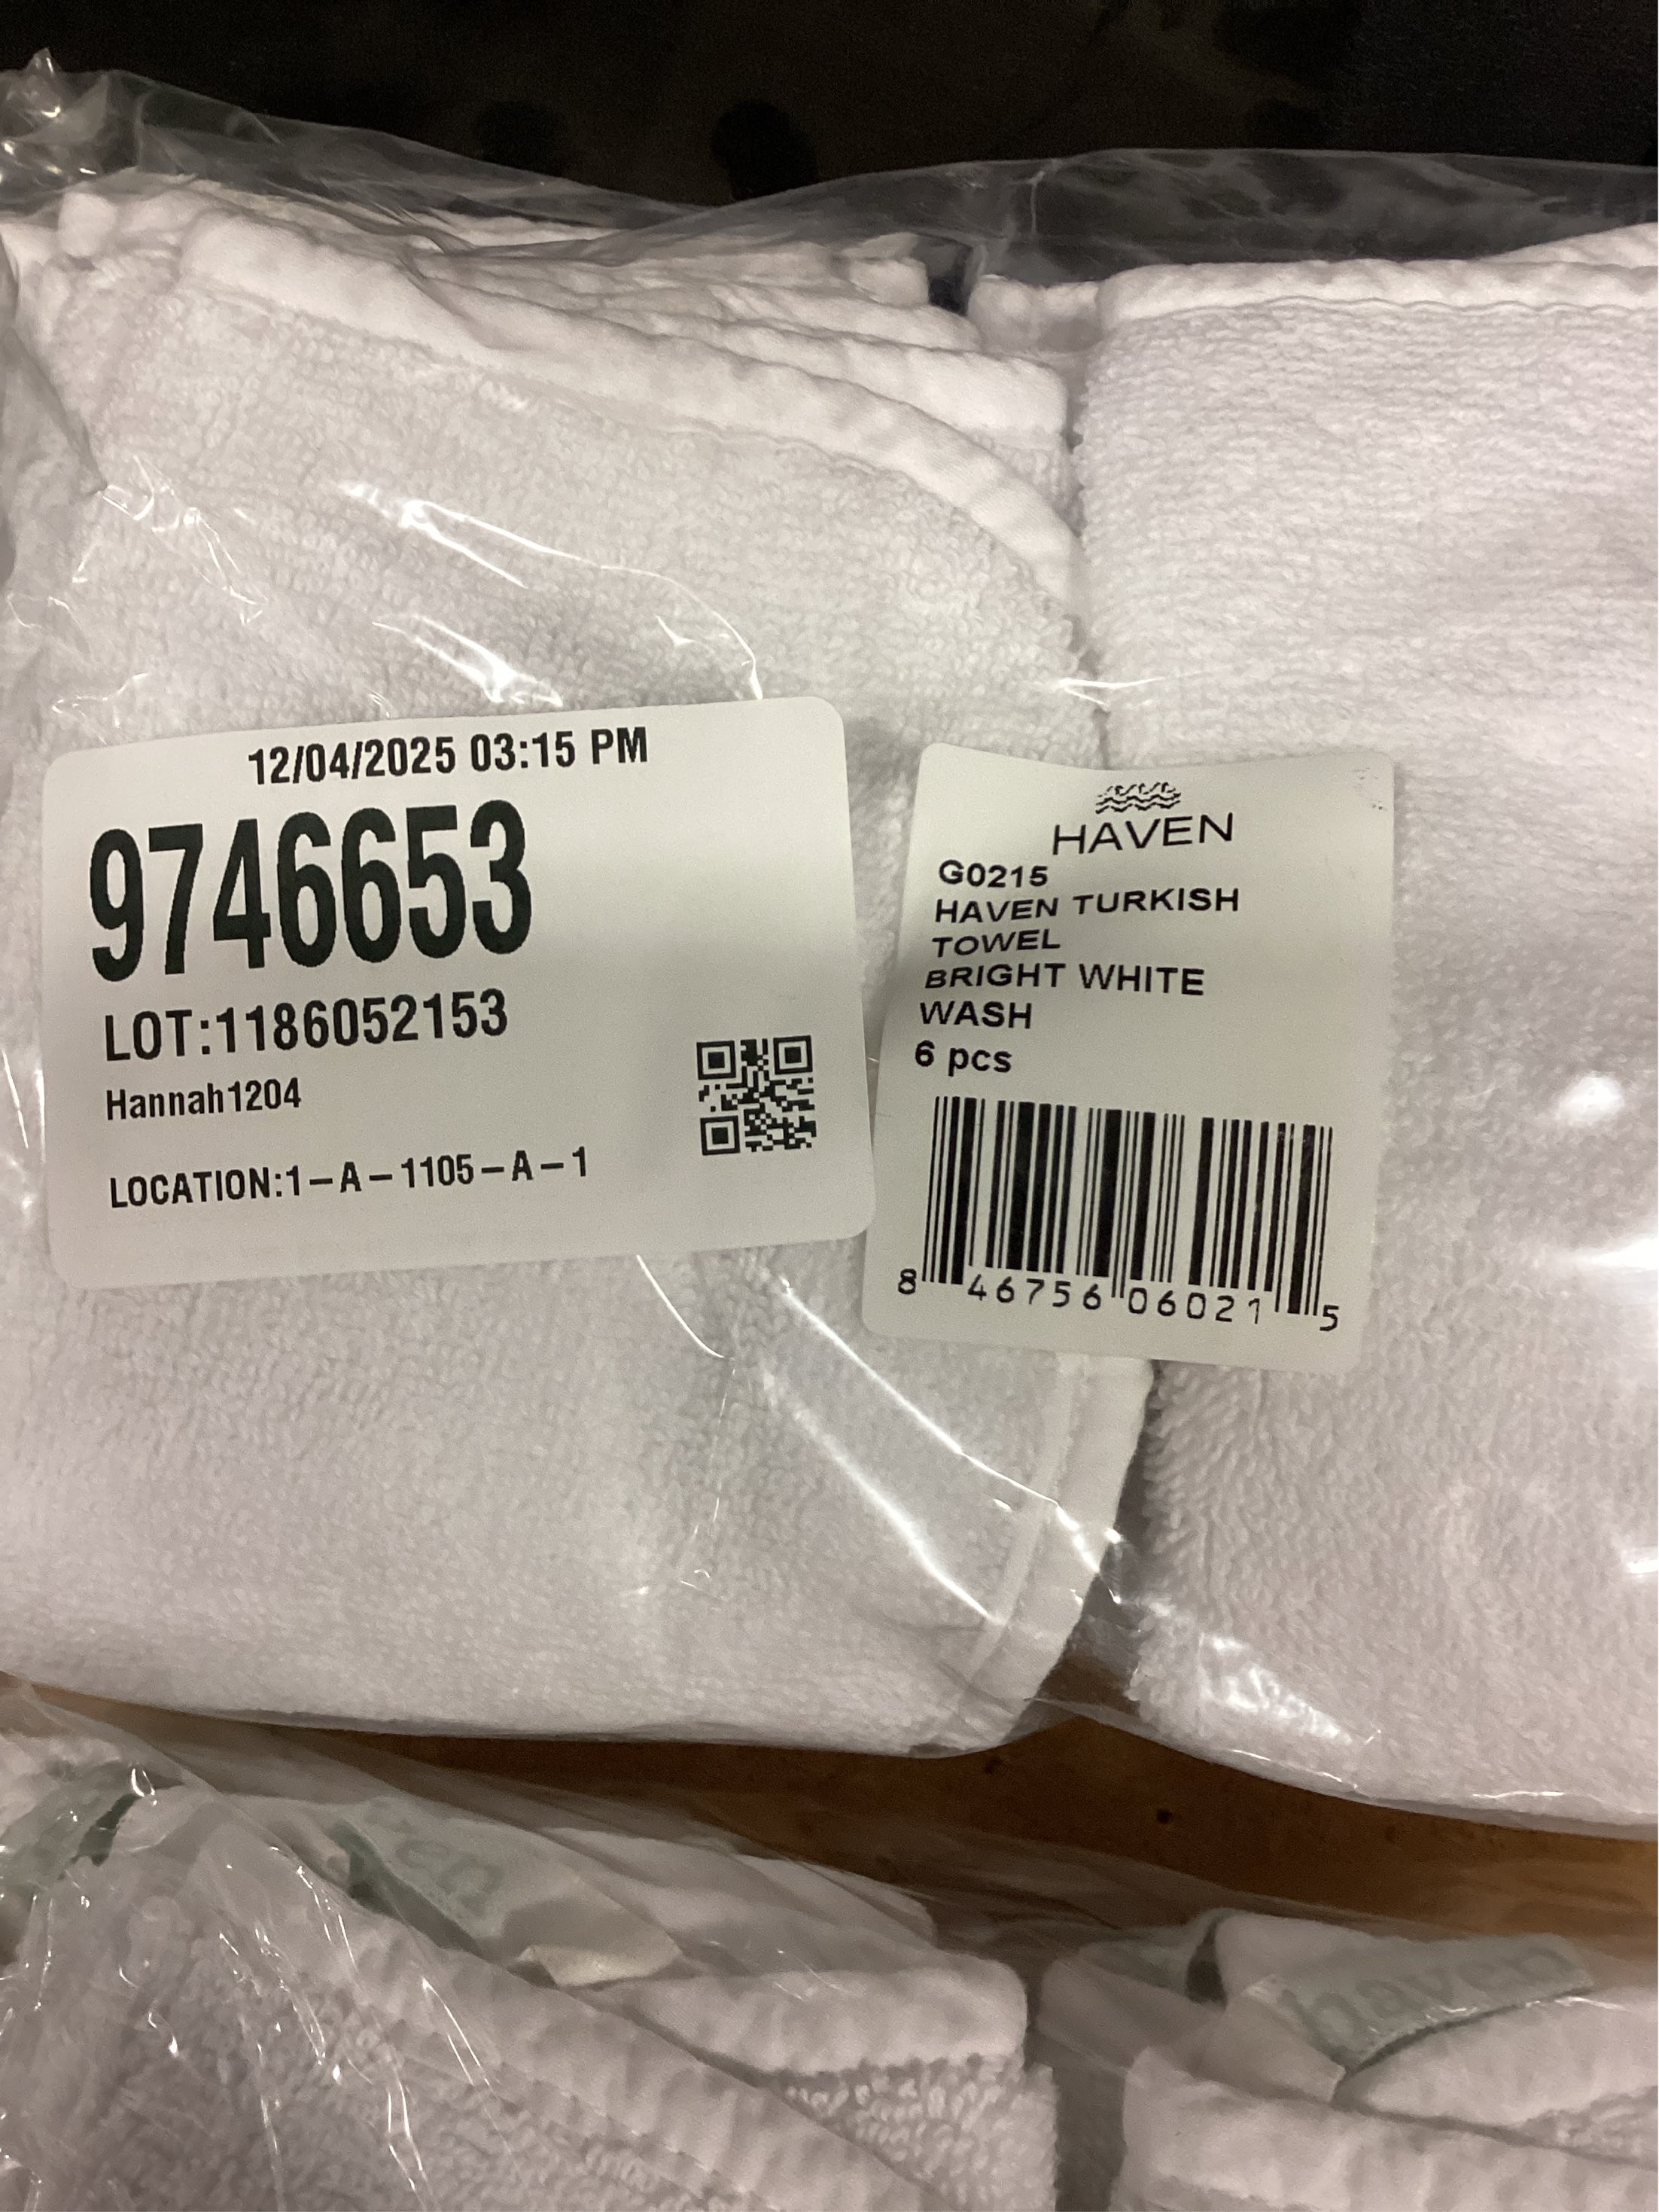 12/04/2025 03:15 PM
9746653
LOT:1186052153
Hannah1204
LOCATION:1-A-1105-A-1
HAVEN
G0215
HAVEN TURKISH
TOWEL
BRIGHT WHITE
WASH
6 pcs
8 46756 06021 5
haven